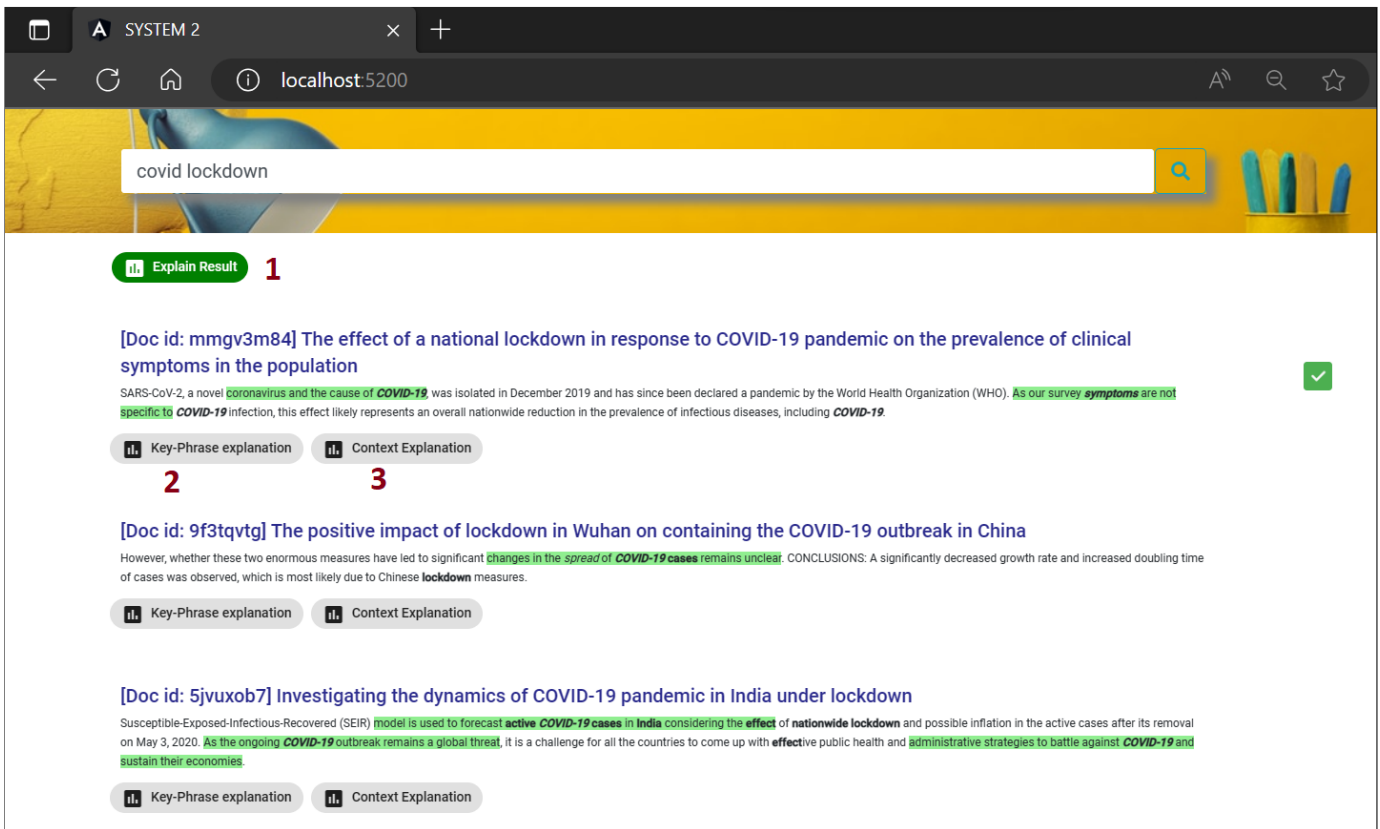 SYSTEM 2
localhost:5200
covid lockdown
Explain Result 1
[Doc id: mmgv3m84] The effect of a national lockdown in response to COVID-19 pandemic on the prevalence of clinical
symptoms in the population
SARS-CoV-2, a novel coronavirus and the cause of COVID-19, was isolated in December 2019 and has since been declared a pandemic by the World Health Organization (WHO). As our survey symptoms are not
specific to COVID-19 infection, this effect likely represents an overall nationwide reduction in the prevalence of infectious diseases, including COVID-19.
Key-Phrase explanation Context Explanation
2 3
[Doc id: 9f3tqvtg] The positive impact of lockdown in Wuhan on containing the COVID-19 outbreak in China
However, whether these two enormous measures have led to significant changes in the spread of COVID-19 cases remains unclear. CONCLUSIONS: A significantly decreased growth rate and increased doubling time
of cases was observed, which is most likely due to Chinese lockdown measures.
Key-Phrase explanation Context Explanation
[Doc id: 5jvuxob7] Investigating the dynamics of COVID-19 pandemic in India under lockdown
Susceptible-Exposed-Infectious-Recovered (SEIR) model is used to forecast active COVID-19 cases in India considering the effect of nationwide lockdown and possible inflation in the active cases after its removal
on May 3, 2020. As the ongoing COVID-19 outbreak remains a global threat, it is a challenge for all the countries to come up with effective public health and administrative strategies to battle against COVID-19 and
sustain their economies.
Key-Phrase explanation Context Explanation